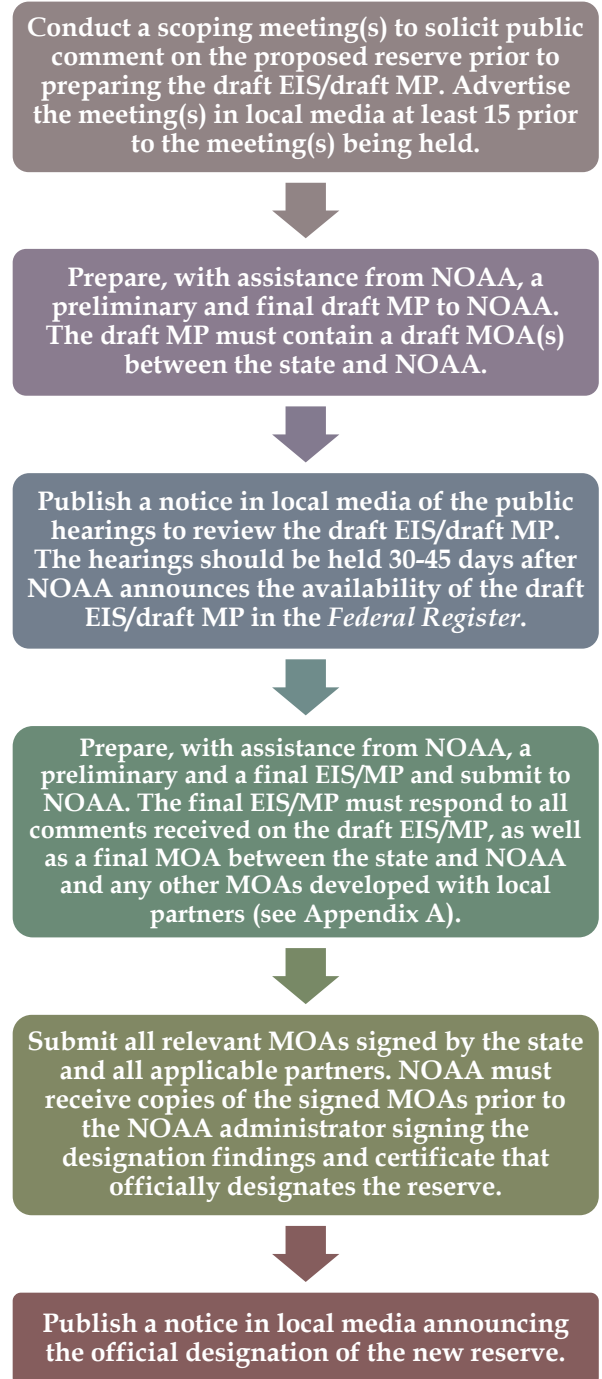 Conduct a scoping meeting(s) to solicit public
comment on the proposed reserve prior to
preparing the draft EIS/draft MP. Advertise
the meeting(s) in local media at least 15 prior
to the meeting(s) being held.
Prepare, with assistance from NOAA, a
preliminary and final draft MP to NOAA.
The draft MP must contain a draft MOA(s)
between the state and NOAA.
Publish a notice in local media of the public
hearings to review the draft EIS/draft MP.
The hearings should be held 30-45 days after
NOAA announces the availability of the draft
EIS/draft MP in the Federal Register.
Prepare, with assistance from NOAA, a
preliminary and a final EIS/MP and submit to
NOAA. The final EIS/MP must respond to all
comments received on the draft EIS/MP, as well
as a final MOA between the state and NOAA
and any other MOAs developed with local
partners (see Appendix A).
Submit all relevant MOAs signed by the state
and all applicable partners. NOAA must
receive copies of the signed MOAs prior to
the NOAA administrator signing the
designation findings and certificate that
officially designates the reserve.
Publish a notice in local media announcing
the official designation of the new reserve.